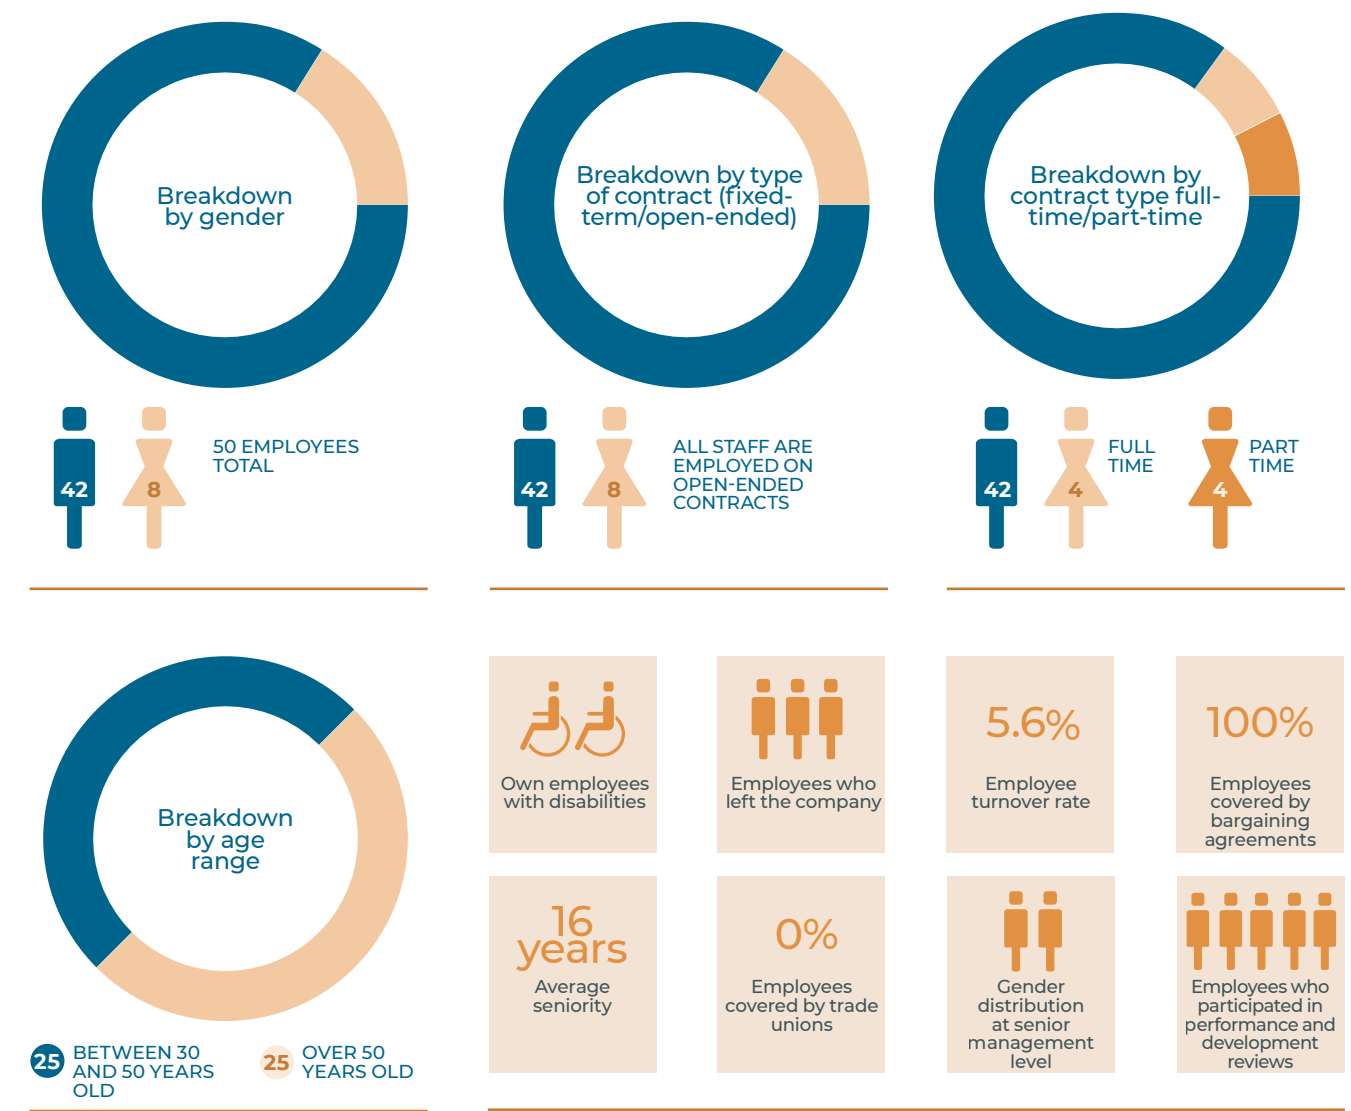 Breakdown
by gender
42
8
50 EMPLOYEES
TOTAL
Breakdown by type
of contract (fixed-
term/open-ended)
42
8
ALL STAFF ARE
EMPLOYED ON
OPEN-ENDED
CONTRACTS
Breakdown by
contract type full-
time/part-time
42
4
FULL
TIME
4
PART
TIME
Breakdown
by age
range
25
BETWEEN 30
AND 50 YEARS
OLD
25
OVER 50
YEARS OLD
Own employees
with disabilities
Employees who
left the company
5.6%
Employee
turnover rate
100%
Employees
covered by
bargaining
agreements
16
years
Average
seniority
0%
Employees
covered by trade
unions
Gender
distribution
at senior
management
level
Employees who
participated in
performance and
development
reviews